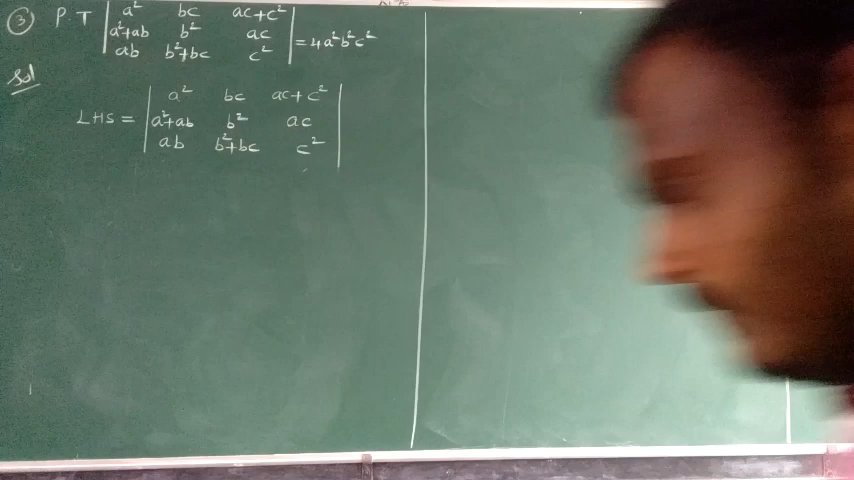 ③ P.T | a² bc ac+c² |
| a²+ab b² ac | = 4a²b²c²
| ab b²+bc c² |
Sol
| a² bc ac+c² |
LHS = | a²+ab b² ac |
| ab b²+bc c² |